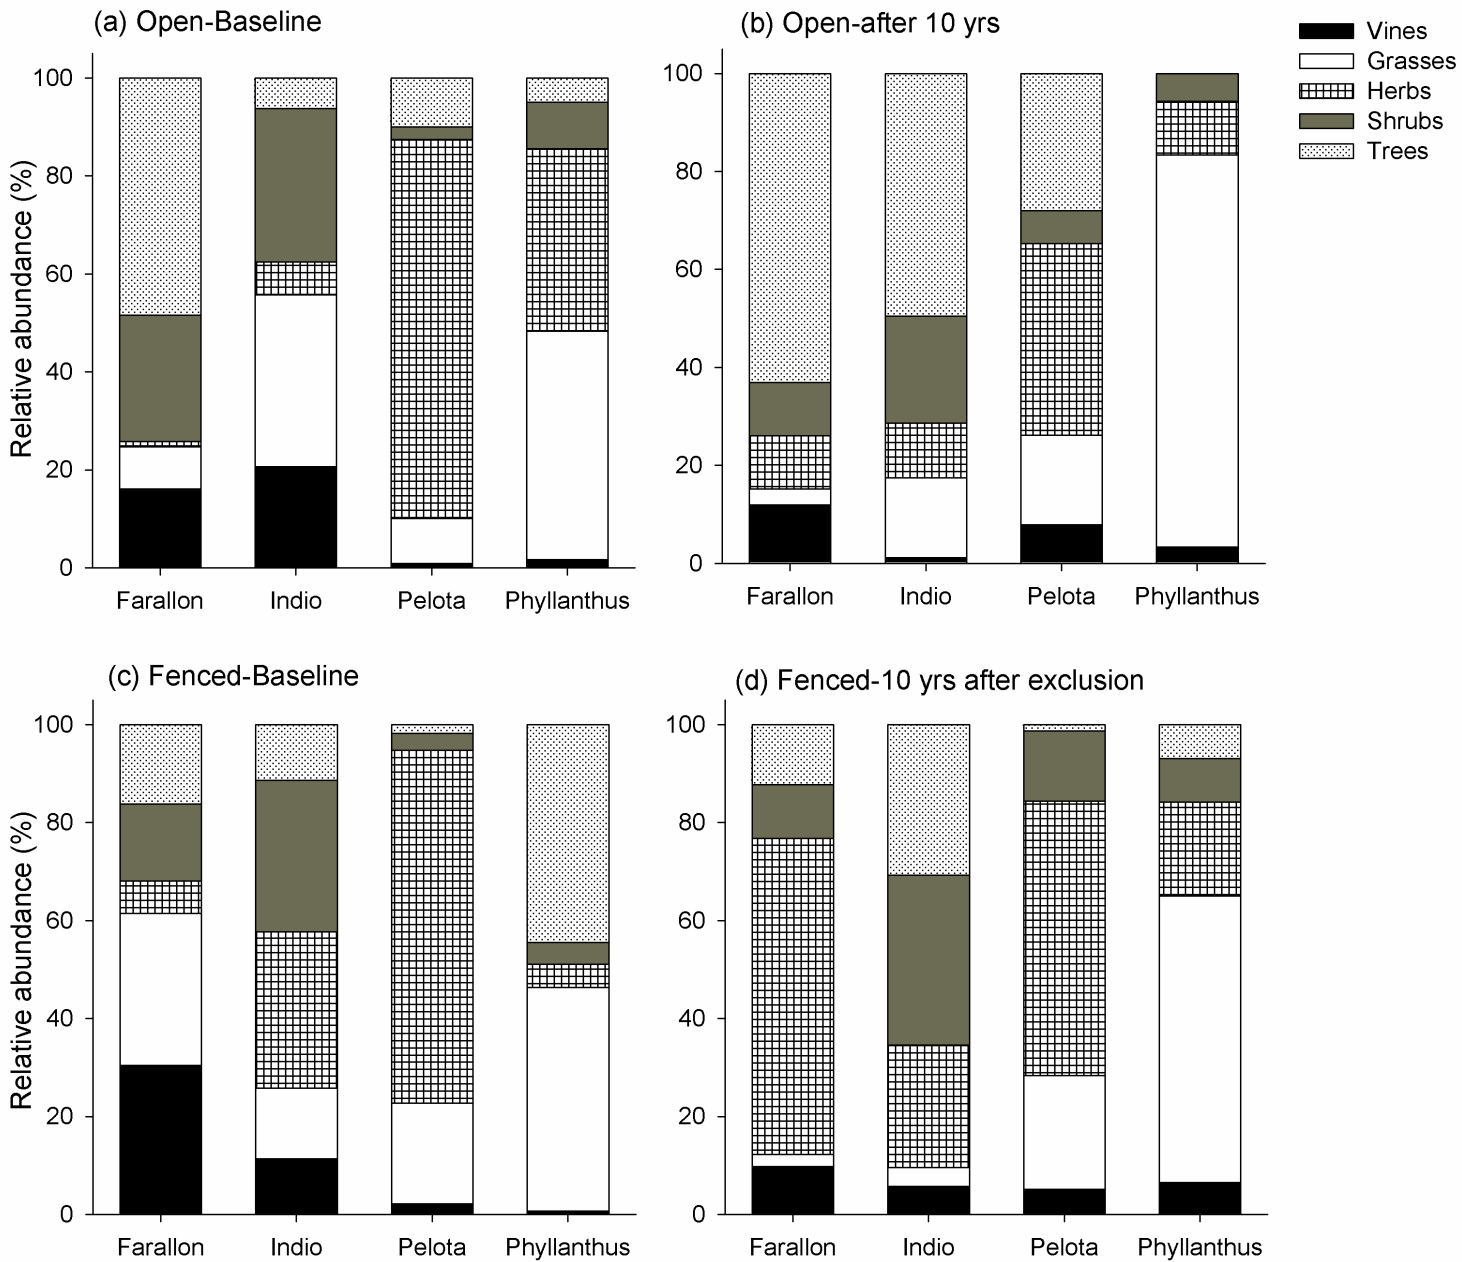 (a) Open-Baseline
(b) Open-after 10 yrs
Vines
Grasses
Herbs
Shrubs
Trees
Relative abundance (%)
100
80
60
40
20
0
Farallon Indio Pelota Phyllanthus
100
80
60
40
20
0
Farallon Indio Pelota Phyllanthus
(c) Fenced-Baseline
(d) Fenced-10 yrs after exclusion
Relative abundance (%)
100
80
60
40
20
0
Farallon Indio Pelota Phyllanthus
100
80
60
40
20
0
Farallon Indio Pelota Phyllanthus